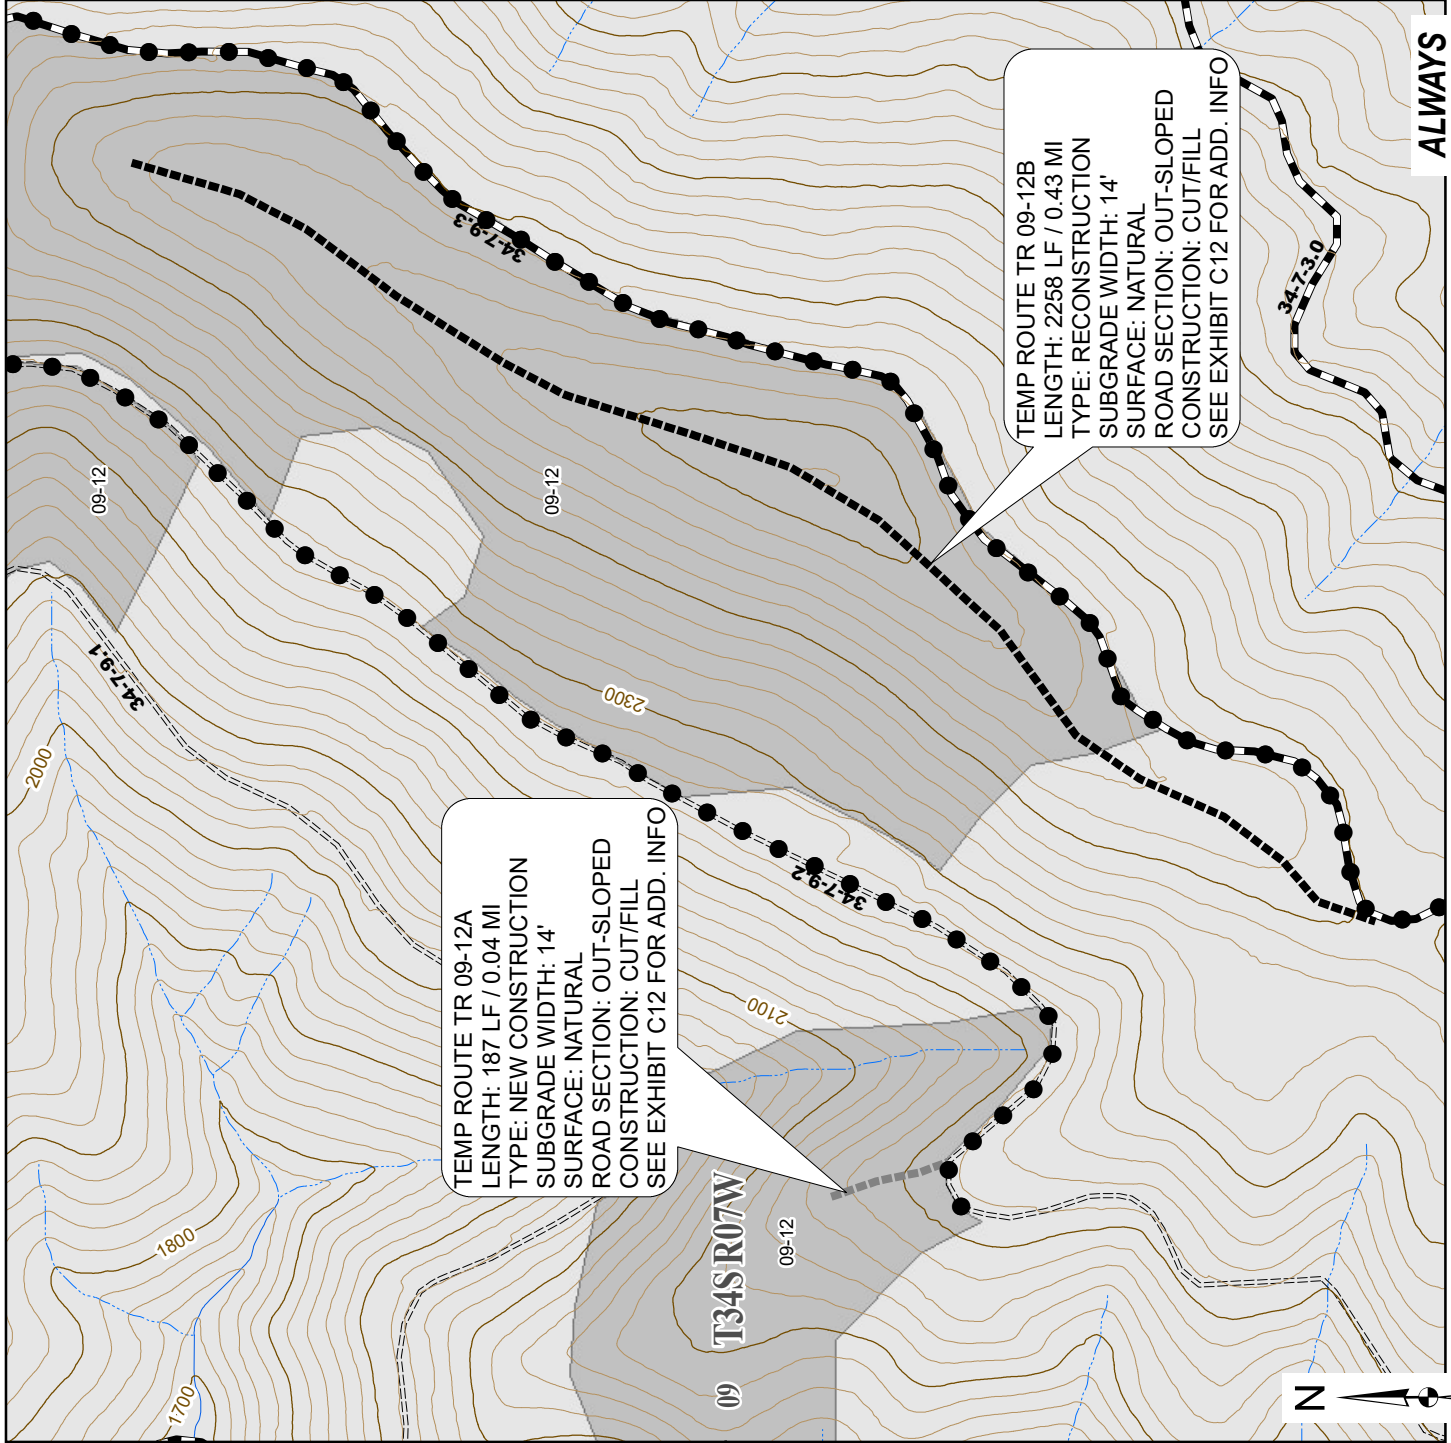 TEMP ROUTE TR 09-12A
LENGTH: 187 LF / 0.04 MI
TYPE: NEW CONSTRUCTION
SUBGRADE WIDTH: 14'
SURFACE: NATURAL
ROAD SECTION: OUT-SLOPED
CONSTRUCTION: CUT/FILL
SEE EXHIBIT C12 FOR ADD. INFO
TEMP ROUTE TR 09-12B
LENGTH: 2258 LF / 0.43 MI
TYPE: RECONSTRUCTION
SUBGRADE WIDTH: 14'
SURFACE: NATURAL
ROAD SECTION: OUT-SLOPED
CONSTRUCTION: CUT/FILL
SEE EXHIBIT C12 FOR ADD. INFO
09-12
09-12
09-12
34-7-9.1
34-7-9.2
34-7-9.3
34-7-3.0
2000
2300
2100
1800
1700
09 T34S R07W
N
ALWAYS